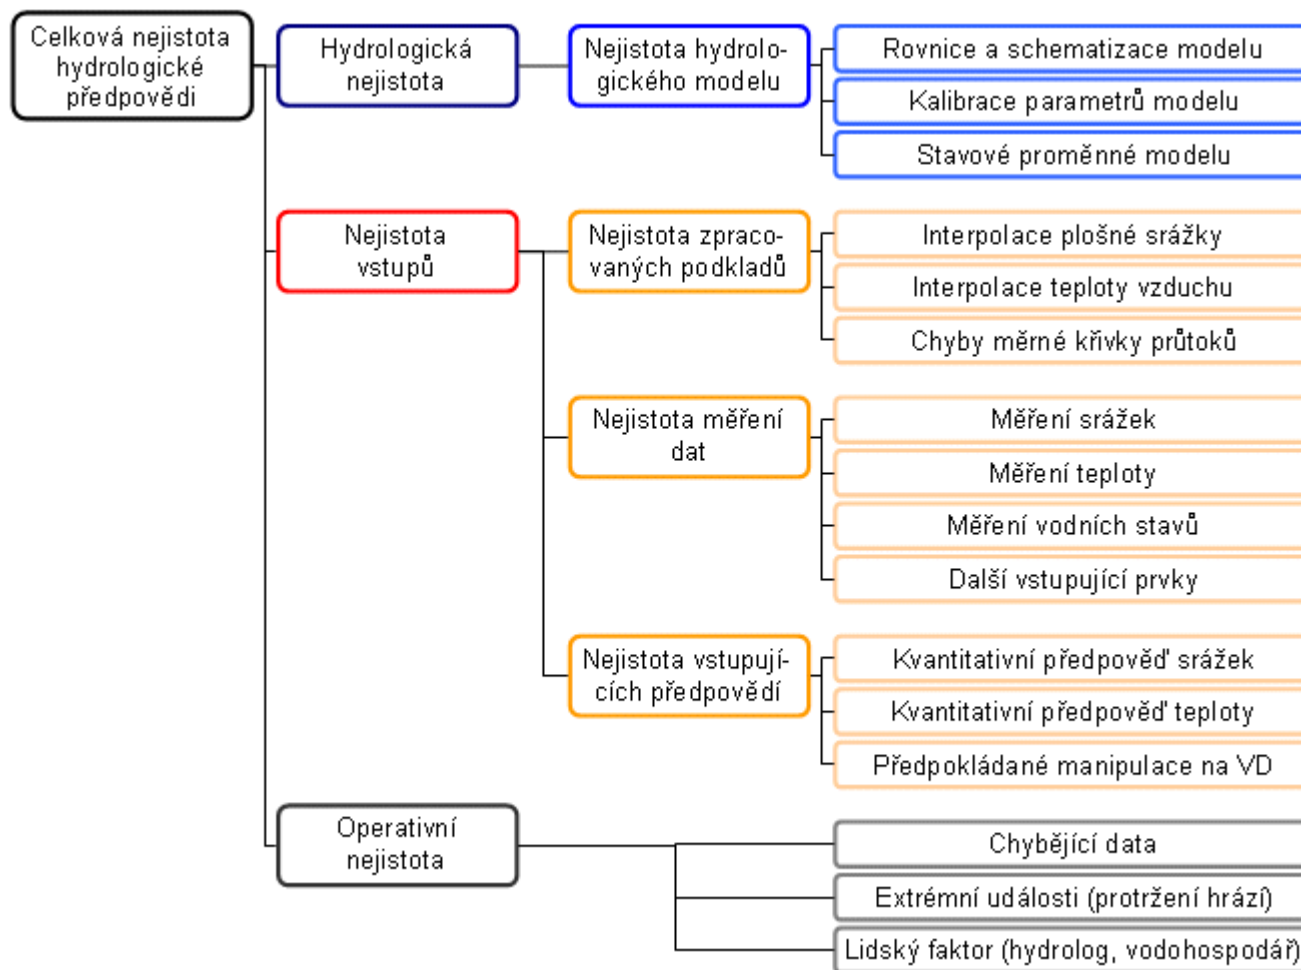 Celková nejistota
hydrologické
předpovědi
Hydrologická
nejistota
Nejistota hydrolo-
gického modelu
Rovnice a schematizace modelu
Kalibrace parametrů modelu
Stavové proměnné modelu
Nejistota
vstupů
Nejistota zpraco-
vaných podkladů
Interpolace plošné srážky
Interpolace teploty vzduchu
Chyby měrné křivky průtoků
Nejistota měření
dat
Měření srážek
Měření teploty
Měření vodních stavů
Další vstupující prvky
Nejistota vstupují-
cích předpovědí
Kvantitativní předpověď srážek
Kvantitativní předpověď teploty
Předpokládané manipulace na VD
Operativní
nejistota
Chybějící data
Extrémní události (protržení hrází)
Lidský faktor (hydrolog, vodohospodář)